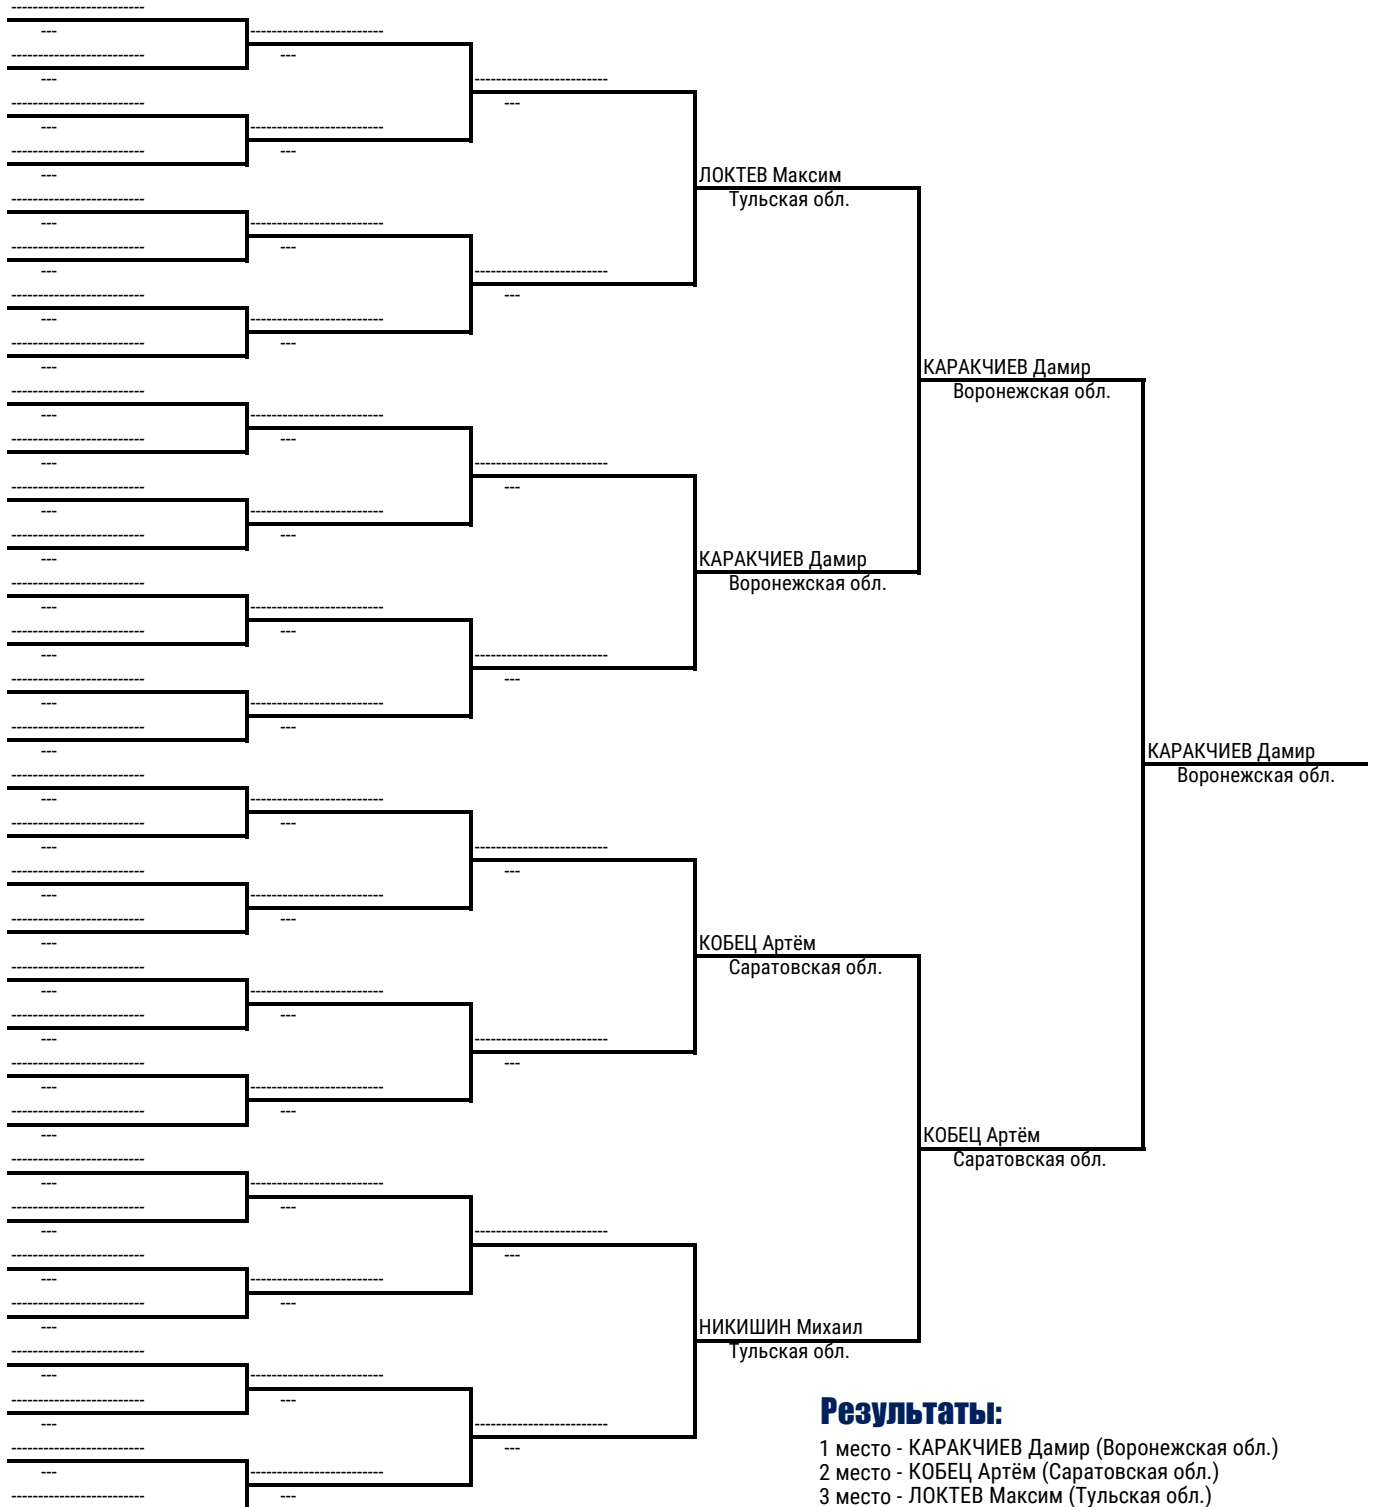 ЛОКТЕВ Максим
Тульская обл.
КАРАКЧИЕВ Дамир
Воронежская обл.
КАРАКЧИЕВ Дамир
Воронежская обл.
КАРАКЧИЕВ Дамир
Воронежская обл.
КОБЕЦ Артём
Саратовская обл.
КОБЕЦ Артём
Саратовская обл.
НИКИШИН Михаил
Тульская обл.
Результаты:
1 место - КАРАКЧИЕВ Дамир (Воронежская обл.)
2 место - КОБЕЦ Артём (Саратовская обл.)
3 место - ЛОКТЕВ Максим (Тульская обл.)